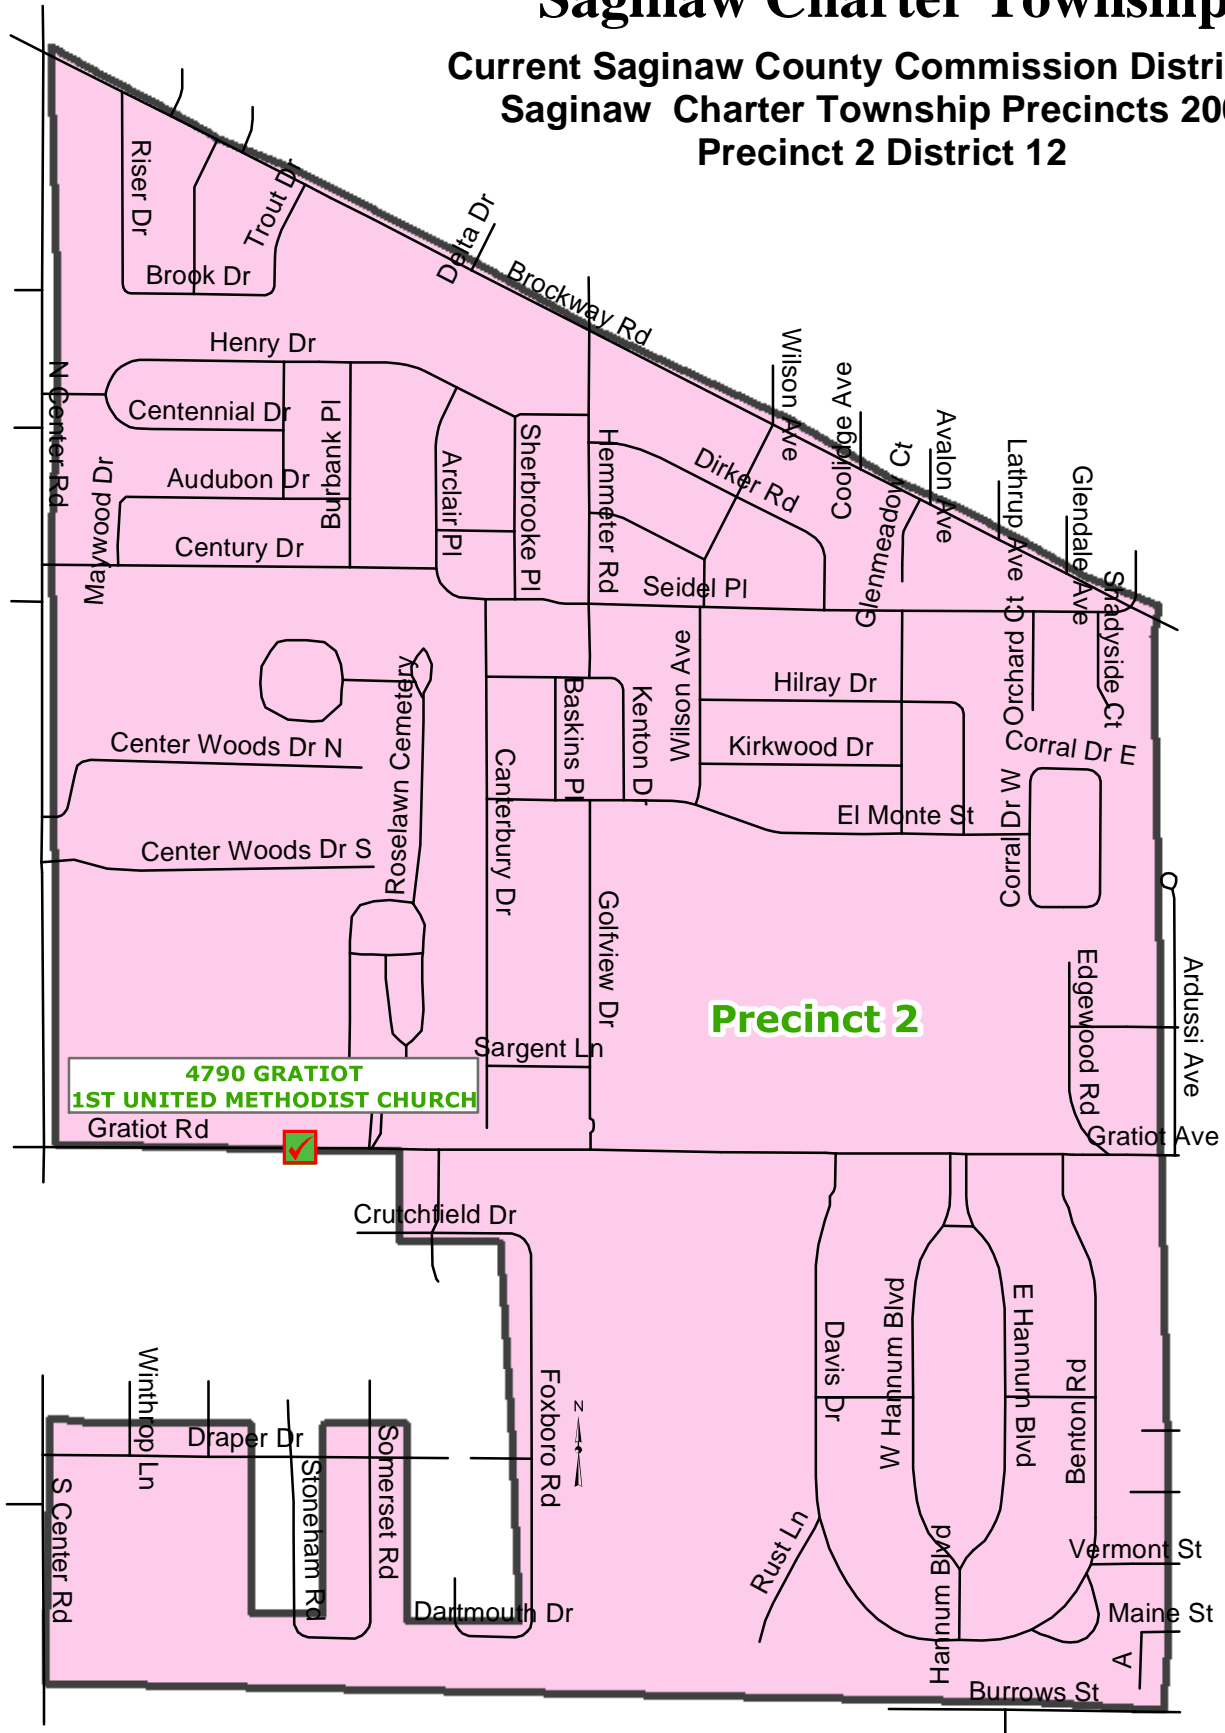 Saginaw Charter Township
Current Saginaw County Commission Distri
Saginaw Charter Township Precincts 200
Precinct 2 District 12
Riser Dr
Trout Dr
Brook Dr
Delta Dr
Brockway Rd
Henry Dr
N Center Rd
Centennial Dr
Burbank Pl
Audubon Dr
Maywood Dr
Century Dr
Arclair Pl
Sherbrooke Pl
Hemmeter Rd
Dirker Rd
Wilson Ave
Coolidge Ave
Glenmeadow Ct
Avalon Ave
Lathrup Ave
Glendale Ave
Shadyside Ct
Orchard Ct
Seidel Pl
Roselawn Cemetery
Wilson Ave
Hilray Dr
Baskins Pl
Kenton Dr
Kirkwood Dr
Corral Dr E
Corral Dr W
Center Woods Dr N
Canterbury Dr
El Monte St
Center Woods Dr S
Golfview Dr
Edgewood Rd
Ardussi Ave
Precinct 2
Sargent Ln
4790 GRATIOT
1ST UNITED METHODIST CHURCH
Gratiot Rd
Gratiot Ave
Crutchfield Dr
Davis Dr
W Hannum Blvd
E Hannum Blvd
Benton Rd
Winthrop Ln
Draper Dr
Stoneham Rd
Somerset Rd
Foxboro Rd
N
S Center Rd
Rust Ln
Hannum Blvd
Vermont St
Dartmouth Dr
Maine St
A
Burrows St